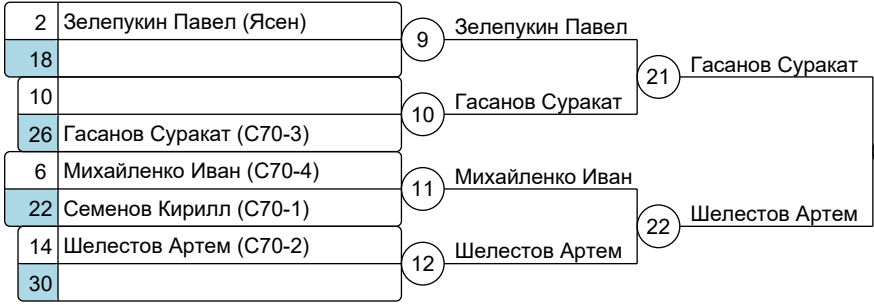 2 Зелепукин Павел (Ясен)
18
9 Зелепукин Павел
10
26 Гасанов Суракат (С70-3)
10 Гасанов Суракат
21 Гасанов Суракат
6 Михайленко Иван (С70-4)
22 Семенов Кирилл (С70-1)
11 Михайленко Иван
14 Шелестов Артем (С70-2)
30
12 Шелестов Артем
22 Шелестов Артем